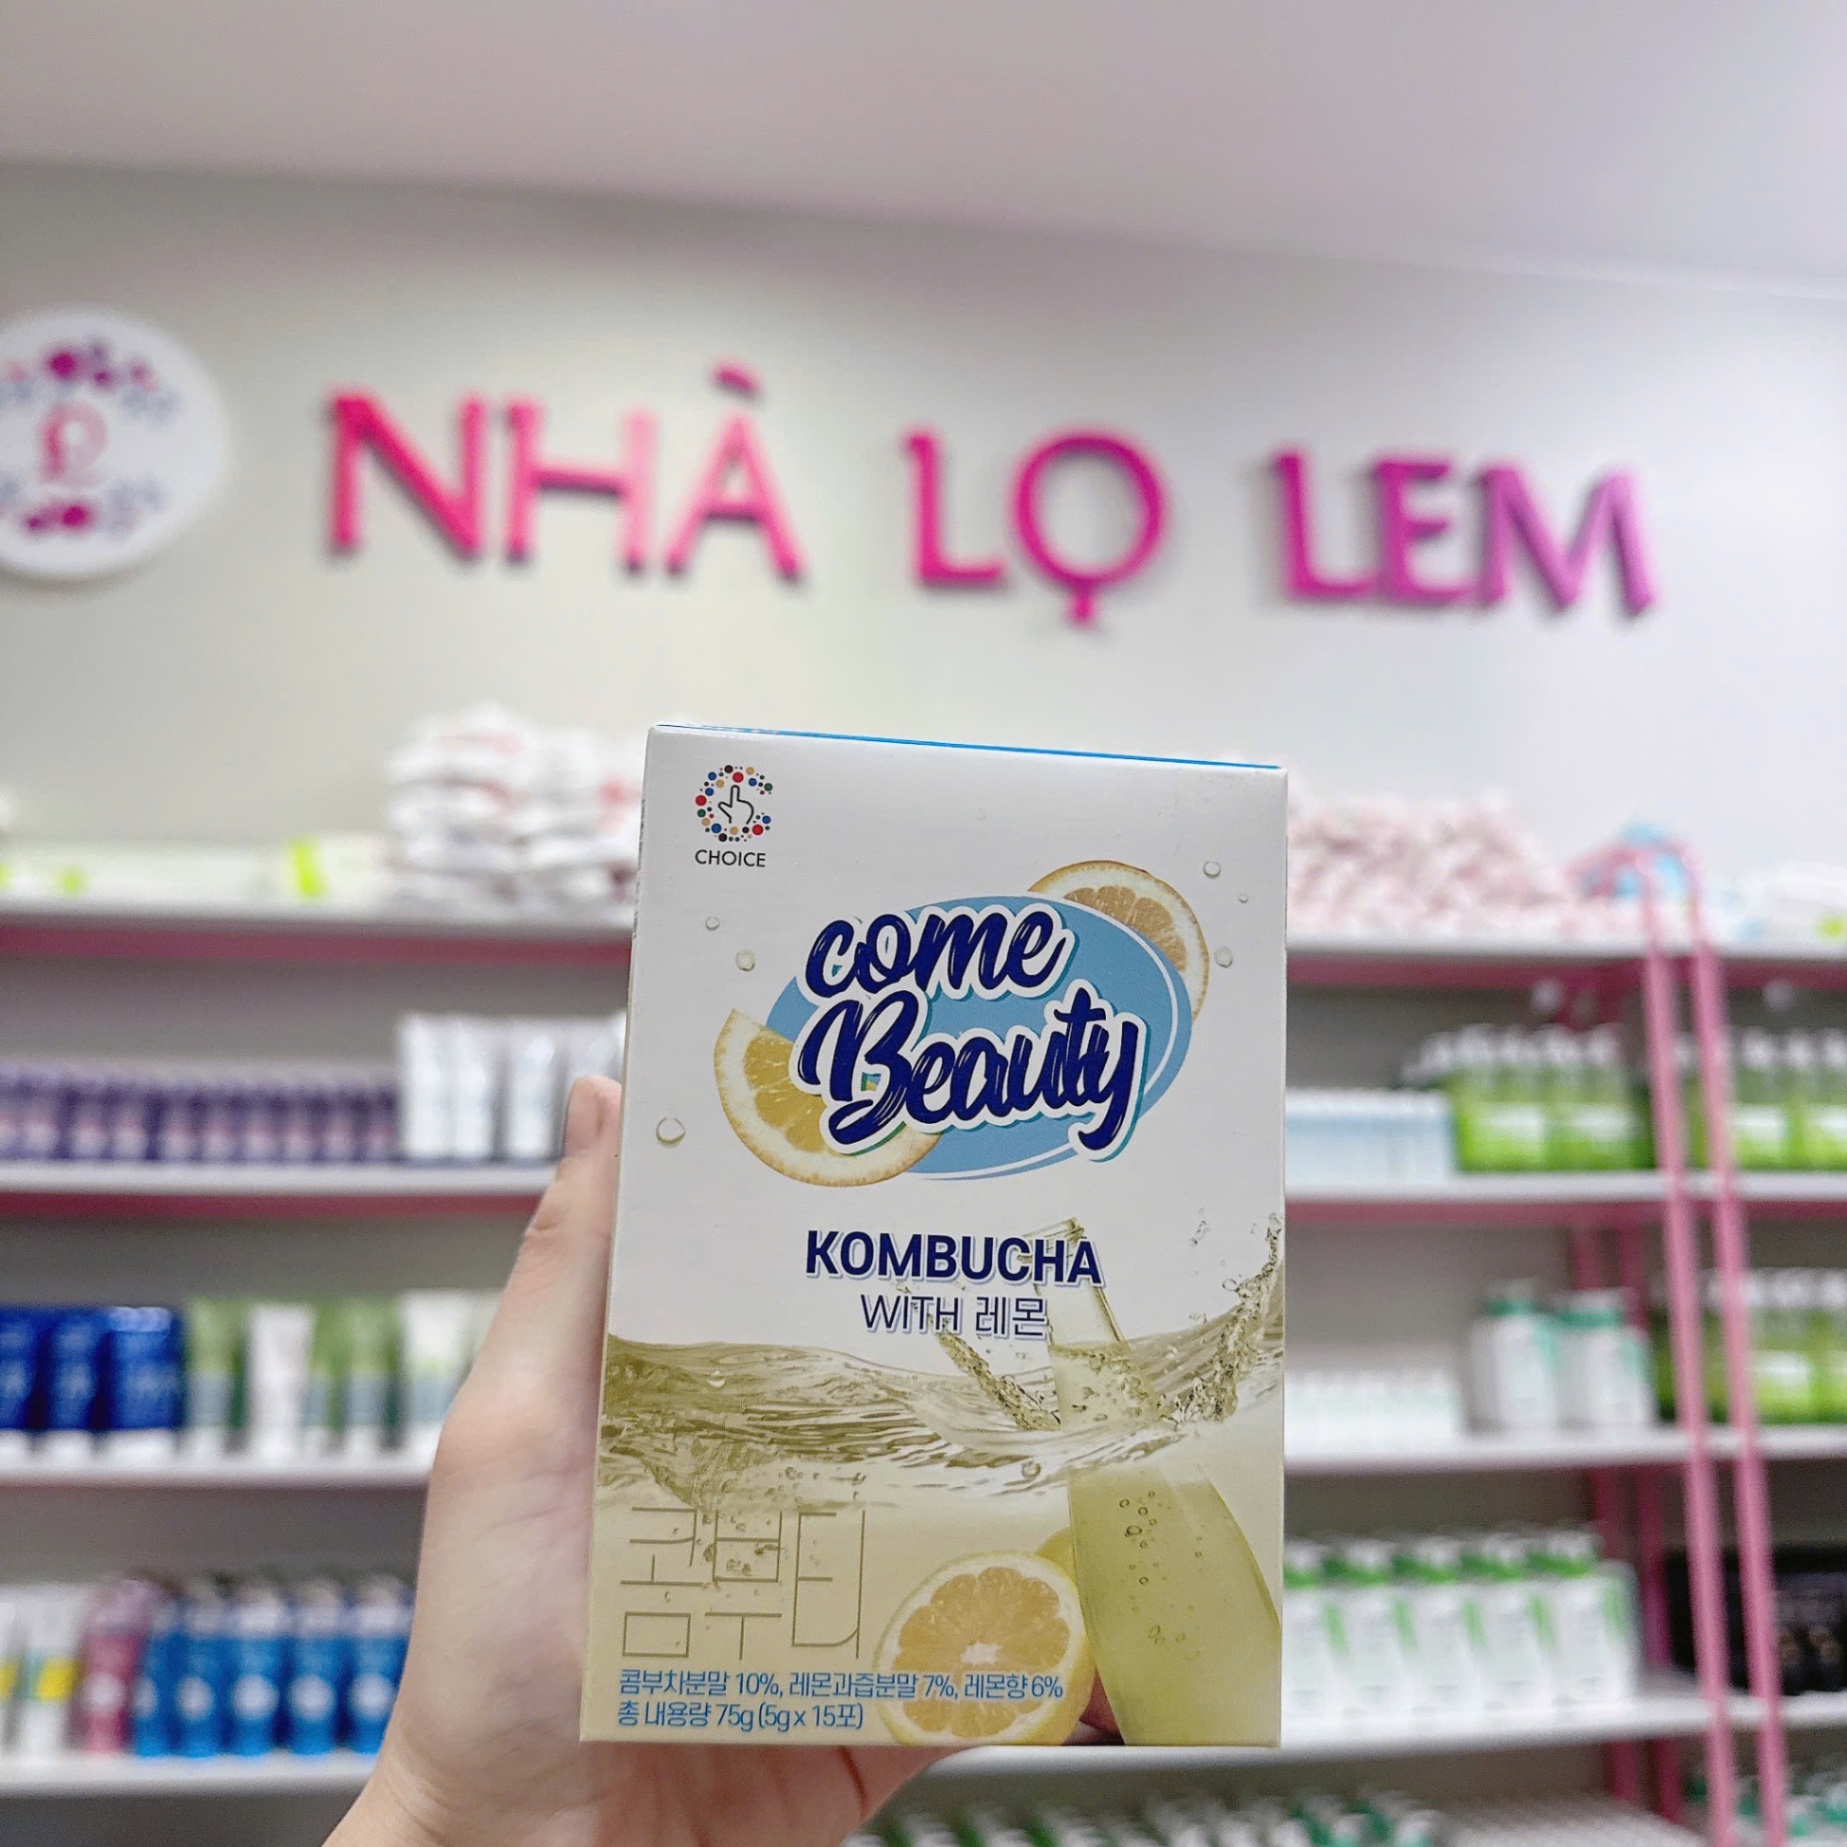 NHÀ LỌ LEM
CHOICE
come
Beauty
KOMBUCHA
WITH 레몬
콤부티
콤부차분말 10%, 레몬과즙분말 7%, 레몬향 6%
총 내용량 75g (5g x 15포)